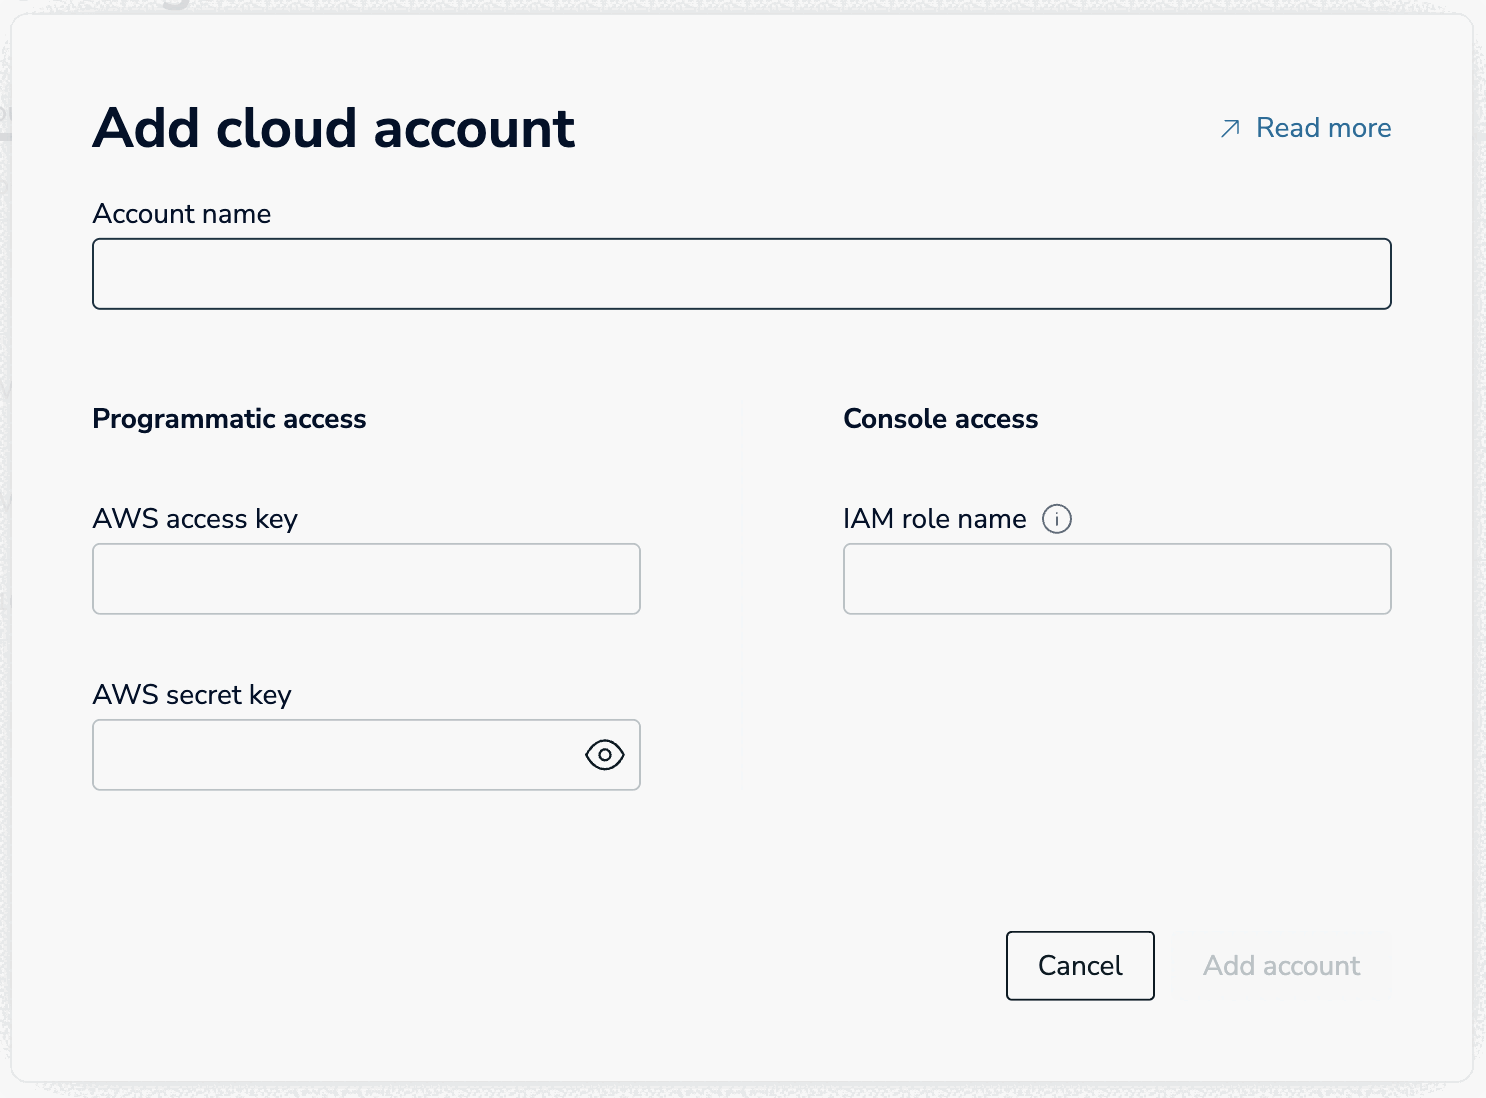 Add cloud account
Read more
Account name
Programmatic access
AWS access key
AWS secret key
Console access
IAM role name
Cancel
Add account